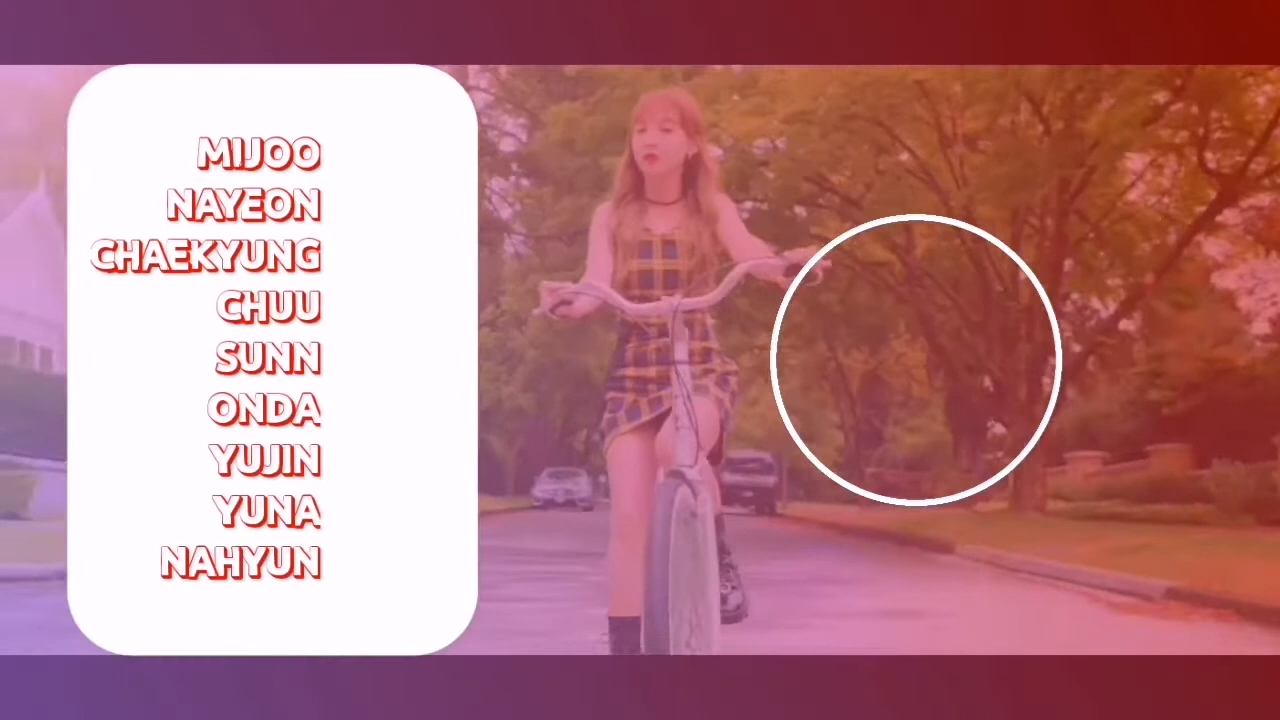 MIJOO
NAYEON
CHAEKYUNG
CHUU
SUNN
ONDA
YUJIN
YUNA
NAHYUN